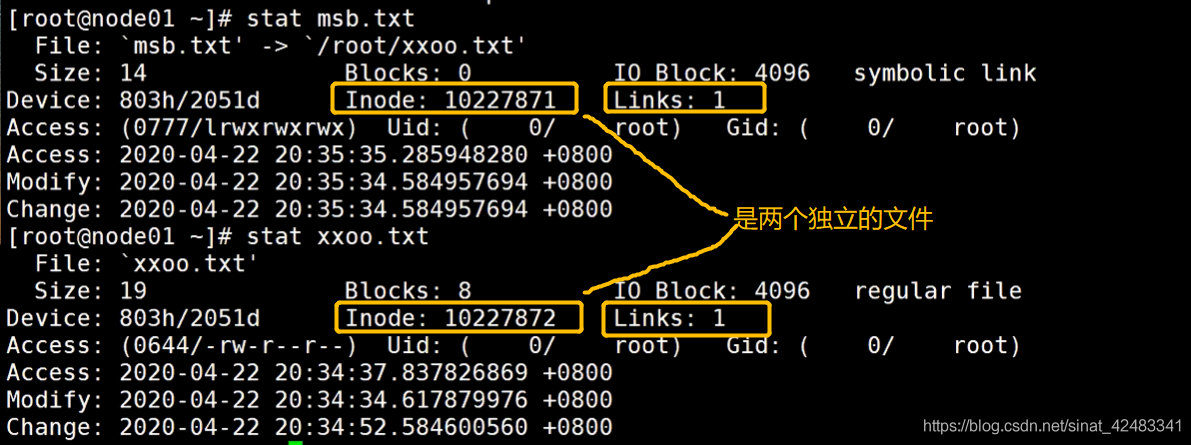 [root@node01 ~]# stat msb.txt
  File: `msb.txt' -> `/root/xxoo.txt'
  Size: 14              Blocks: 0          IO Block: 4096   symbolic link
Device: 803h/2051d      Inode: 10227871    Links: 1
Access: (0777/lrwxrwxrwx)  Uid: (    0/    root)   Gid: (    0/    root)
Access: 2020-04-22 20:35:35.285948280 +0800
Modify: 2020-04-22 20:35:34.584957694 +0800
Change: 2020-04-22 20:35:34.584957694 +0800
是两个独立的文件
[root@node01 ~]# stat xxoo.txt
  File: `xxoo.txt'
  Size: 19              Blocks: 8          IO Block: 4096   regular file
Device: 803h/2051d      Inode: 10227872    Links: 1
Access: (0644/-rw-r--r--)  Uid: (    0/    root)   Gid: (    0/    root)
Access: 2020-04-22 20:34:37.837826869 +0800
Modify: 2020-04-22 20:34:34.617879976 +0800
Change: 2020-04-22 20:34:52.584600560 +0800
https://blog.csdn.net/sinat_42483341